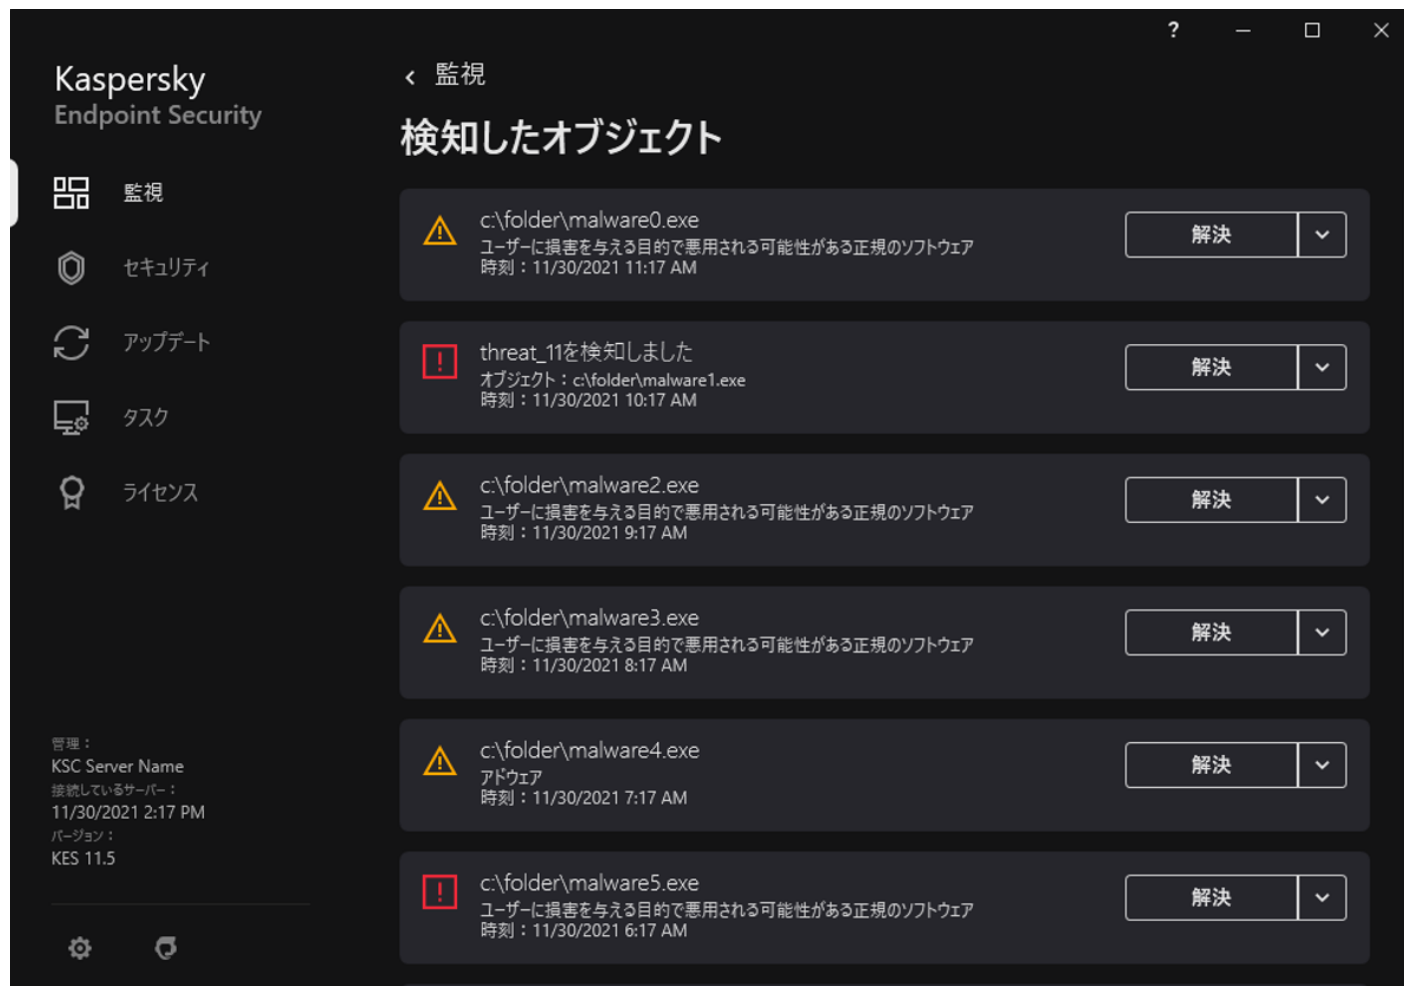 ?
Kaspersky
Endpoint Security
監視
セキュリティ
アップデート
タスク
ライセンス
管理：
KSC Server Name
接続しているサーバー：
11/30/2021 2:17 PM
バージョン：
KES 11.5
監視
検知したオブジェクト
c:\folder\malware0.exe
ユーザーに損害を与える目的で悪用される可能性がある正規のソフトウェア
時刻：11/30/2021 11:17 AM
解決
threat_11を検知しました
オブジェクト：c:\folder\malware1.exe
時刻：11/30/2021 10:17 AM
解決
c:\folder\malware2.exe
ユーザーに損害を与える目的で悪用される可能性がある正規のソフトウェア
時刻：11/30/2021 9:17 AM
解決
c:\folder\malware3.exe
ユーザーに損害を与える目的で悪用される可能性がある正規のソフトウェア
時刻：11/30/2021 8:17 AM
解決
c:\folder\malware4.exe
アドウェア
時刻：11/30/2021 7:17 AM
解決
c:\folder\malware5.exe
ユーザーに損害を与える目的で悪用される可能性がある正規のソフトウェア
時刻：11/30/2021 6:17 AM
解決